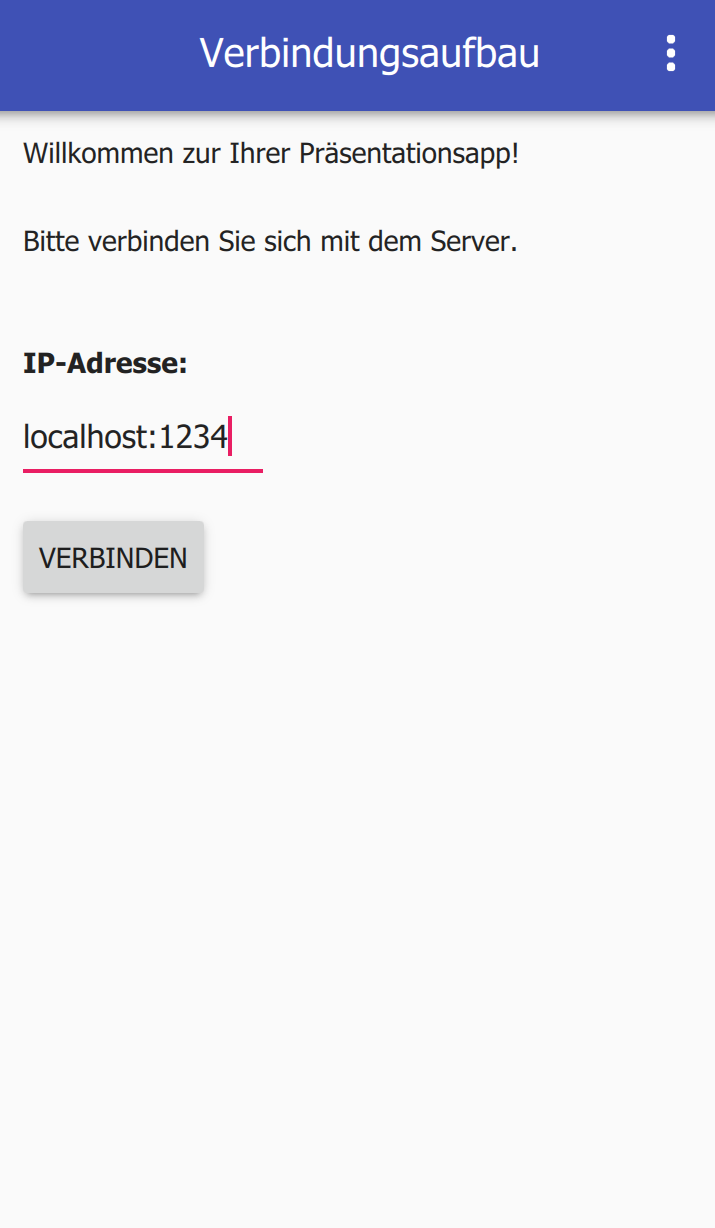 Verbindungsaufbau
Willkommen zur Ihrer Präsentationsapp!
Bitte verbinden Sie sich mit dem Server.
IP-Adresse:
localhost:1234
VERBINDEN